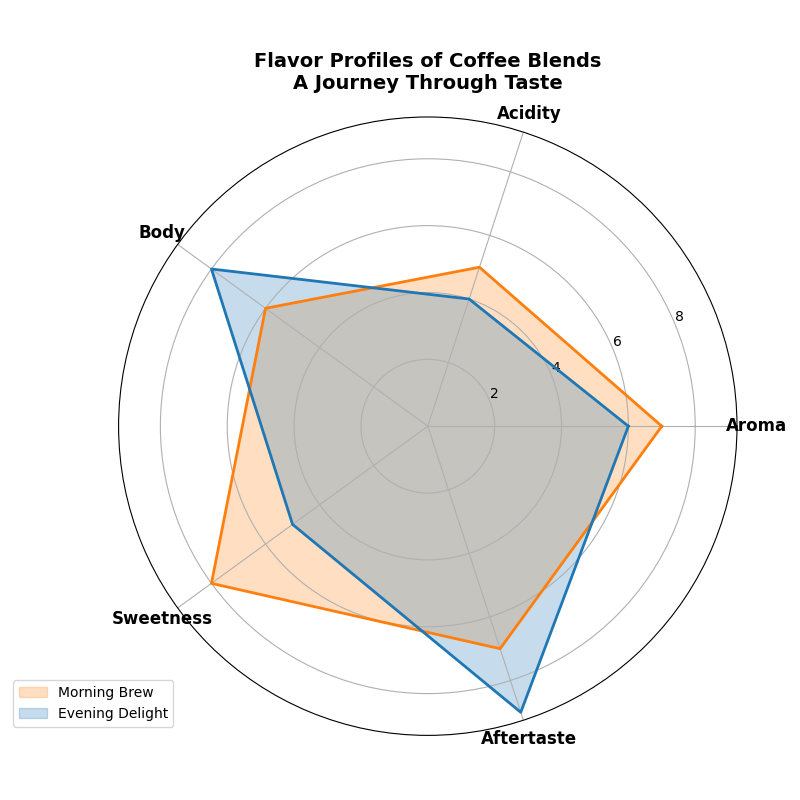 Flavor Profiles of Coffee Blends
A Journey Through Taste
Acidity
Body
8
6
4
2
Aroma
Sweetness
Morning Brew
Evening Delight
Aftertaste